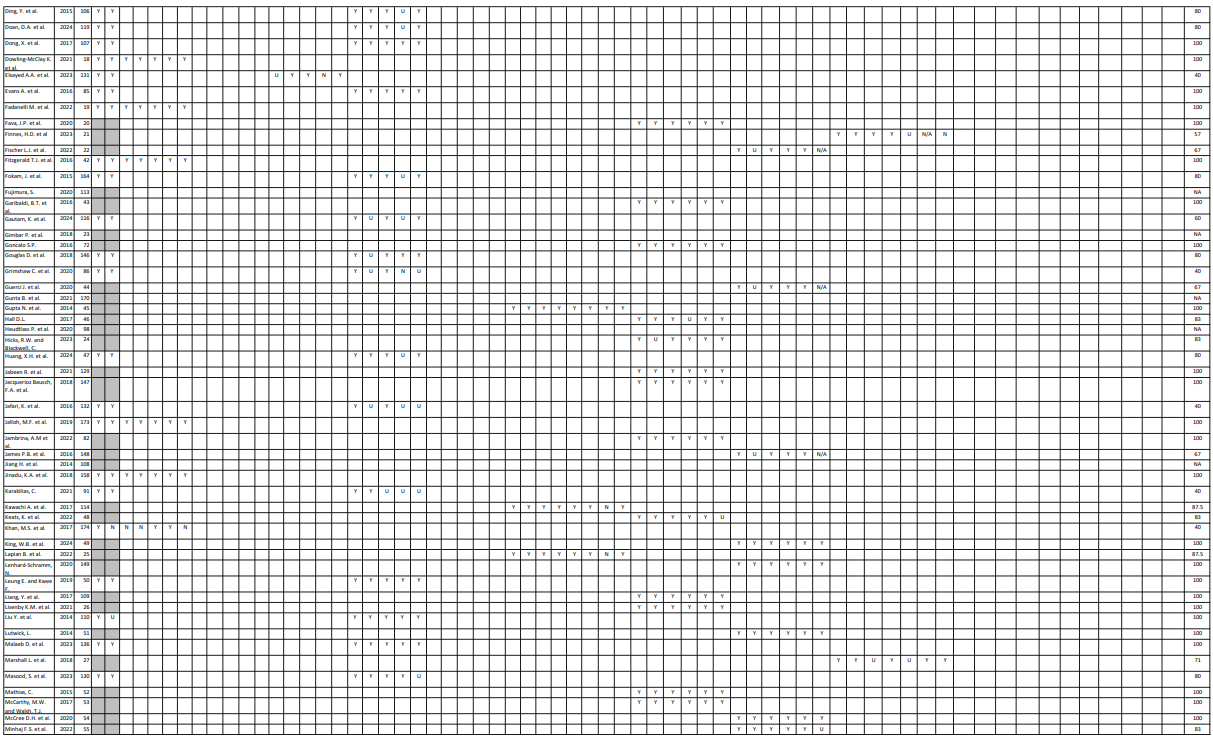 Ding, Y. et al. 2015 106 Y Y Y Y Y U Y 80
Doan, D.A. et al. 2024 119 Y Y Y Y Y U Y 80
Dong, X. et al. 2017 107 Y Y Y Y Y Y Y 100
Dowling-McClay K. 2021 18 Y Y Y Y Y Y Y 100
et al.
Elsayed A.A. et al. 2023 131 Y Y U Y Y N Y 40
Evans A. et al. 2016 85 Y Y Y Y Y Y Y 100
Fadanelli M. et al. 2022 19 Y Y Y Y Y Y Y 100
Fava, J.P. et al. 2020 20 Y Y Y Y Y Y 100
Finnes, H.D. et al 2023 21 Y Y Y Y U N/A N 57
Fischer L.J. et al. 2022 22 Y U Y Y Y N/A 67
Fitzgerald T.J. et al. 2016 42 Y Y Y Y Y Y Y 100
Fokam, J. et al. 2015 164 Y Y Y Y Y U Y 80
Fujimura, S. 2020 113 NA
Garibaldi, B.T. et 2016 43 Y Y Y Y Y Y 100
al.
Gautam, K. et al. 2024 116 Y Y Y U Y U Y 60
Gimbar P. et al. 2018 23 NA
Goncalo S.P. 2016 72 Y Y Y Y Y Y 100
Gouglas D. et al. 2018 146 Y Y Y U Y Y Y 80
Grimshaw C. et al. 2020 86 Y Y Y U Y N U 40
Guerci J. et al. 2020 44 Y U Y Y Y N/A 67
Gunta B. et al. 2021 170 NA
Gupta N. et al. 2014 45 Y Y Y Y Y Y Y Y 100
Hall D.L. 2017 46 Y Y Y U Y Y 83
Heudtlass P. et al. 2020 98 NA
Hicks, R.W. and 2023 24 Y U Y Y Y Y 83
Blackwell, C.
Huang, X.H. et al. 2024 47 Y Y Y Y Y U Y 80
Jabeen R. et al. 2021 129 Y Y Y Y Y Y 100
Jacquerioz Bausch, 2018 147 Y Y Y Y Y Y 100
F.A. et al.
Jafari, K. et al. 2016 132 Y Y Y U Y U U 40
Jalloh, M.F. et al. 2019 173 Y Y Y Y Y Y Y 100
Jambrina, A.M et 2022 82 Y Y Y Y Y Y 100
al.
James P.B. et al. 2016 148 Y U Y Y Y N/A 67
Jiang H. et al. 2014 108 NA
Jinadu, K.A. et al. 2018 158 Y Y Y Y Y Y Y 100
Karakilias, C. 2021 91 Y Y Y Y U U U 40
Kawachi A. et al. 2017 114 Y Y Y Y Y Y N Y 87.5
Keats, K. et al. 2022 48 Y Y Y Y Y U 83
Khan, M.S. et al. 2017 174 Y N N N Y Y N 40
King, W.B. et al. 2024 49 Y Y Y Y Y Y 100
Lapian B. et al. 2022 25 Y Y Y Y Y Y N Y 87.5
Lenhard-Schramm, 2020 149 Y Y Y Y Y Y 100
N.
Leung E. and Kwee 2019 50 Y Y Y Y Y Y Y 100
F.
Liang, Y. et al. 2017 109 Y Y Y Y Y Y 100
Lisenby K.M. et al. 2021 26 Y Y Y Y Y Y 100
Liu Y. et al. 2014 110 Y U Y Y Y Y Y 100
Lutwick, L. 2014 51 Y Y Y Y Y Y 100
Malaeb D. et al. 2023 136 Y Y Y Y Y Y Y 100
Marshall L. et al. 2018 27 Y Y U Y U Y Y 71
Masood, S. et al. 2023 130 Y Y Y Y Y Y U 80
Mathias, C. 2015 52 Y Y Y Y Y Y 100
McCarthy, M.W. 2017 53 Y Y Y Y Y Y 100
and Walsh, T.J.
McCree D.H. et al. 2020 54 Y Y Y Y Y Y 100
Minhaj F.S. et al. 2022 55 Y Y Y Y Y U 83